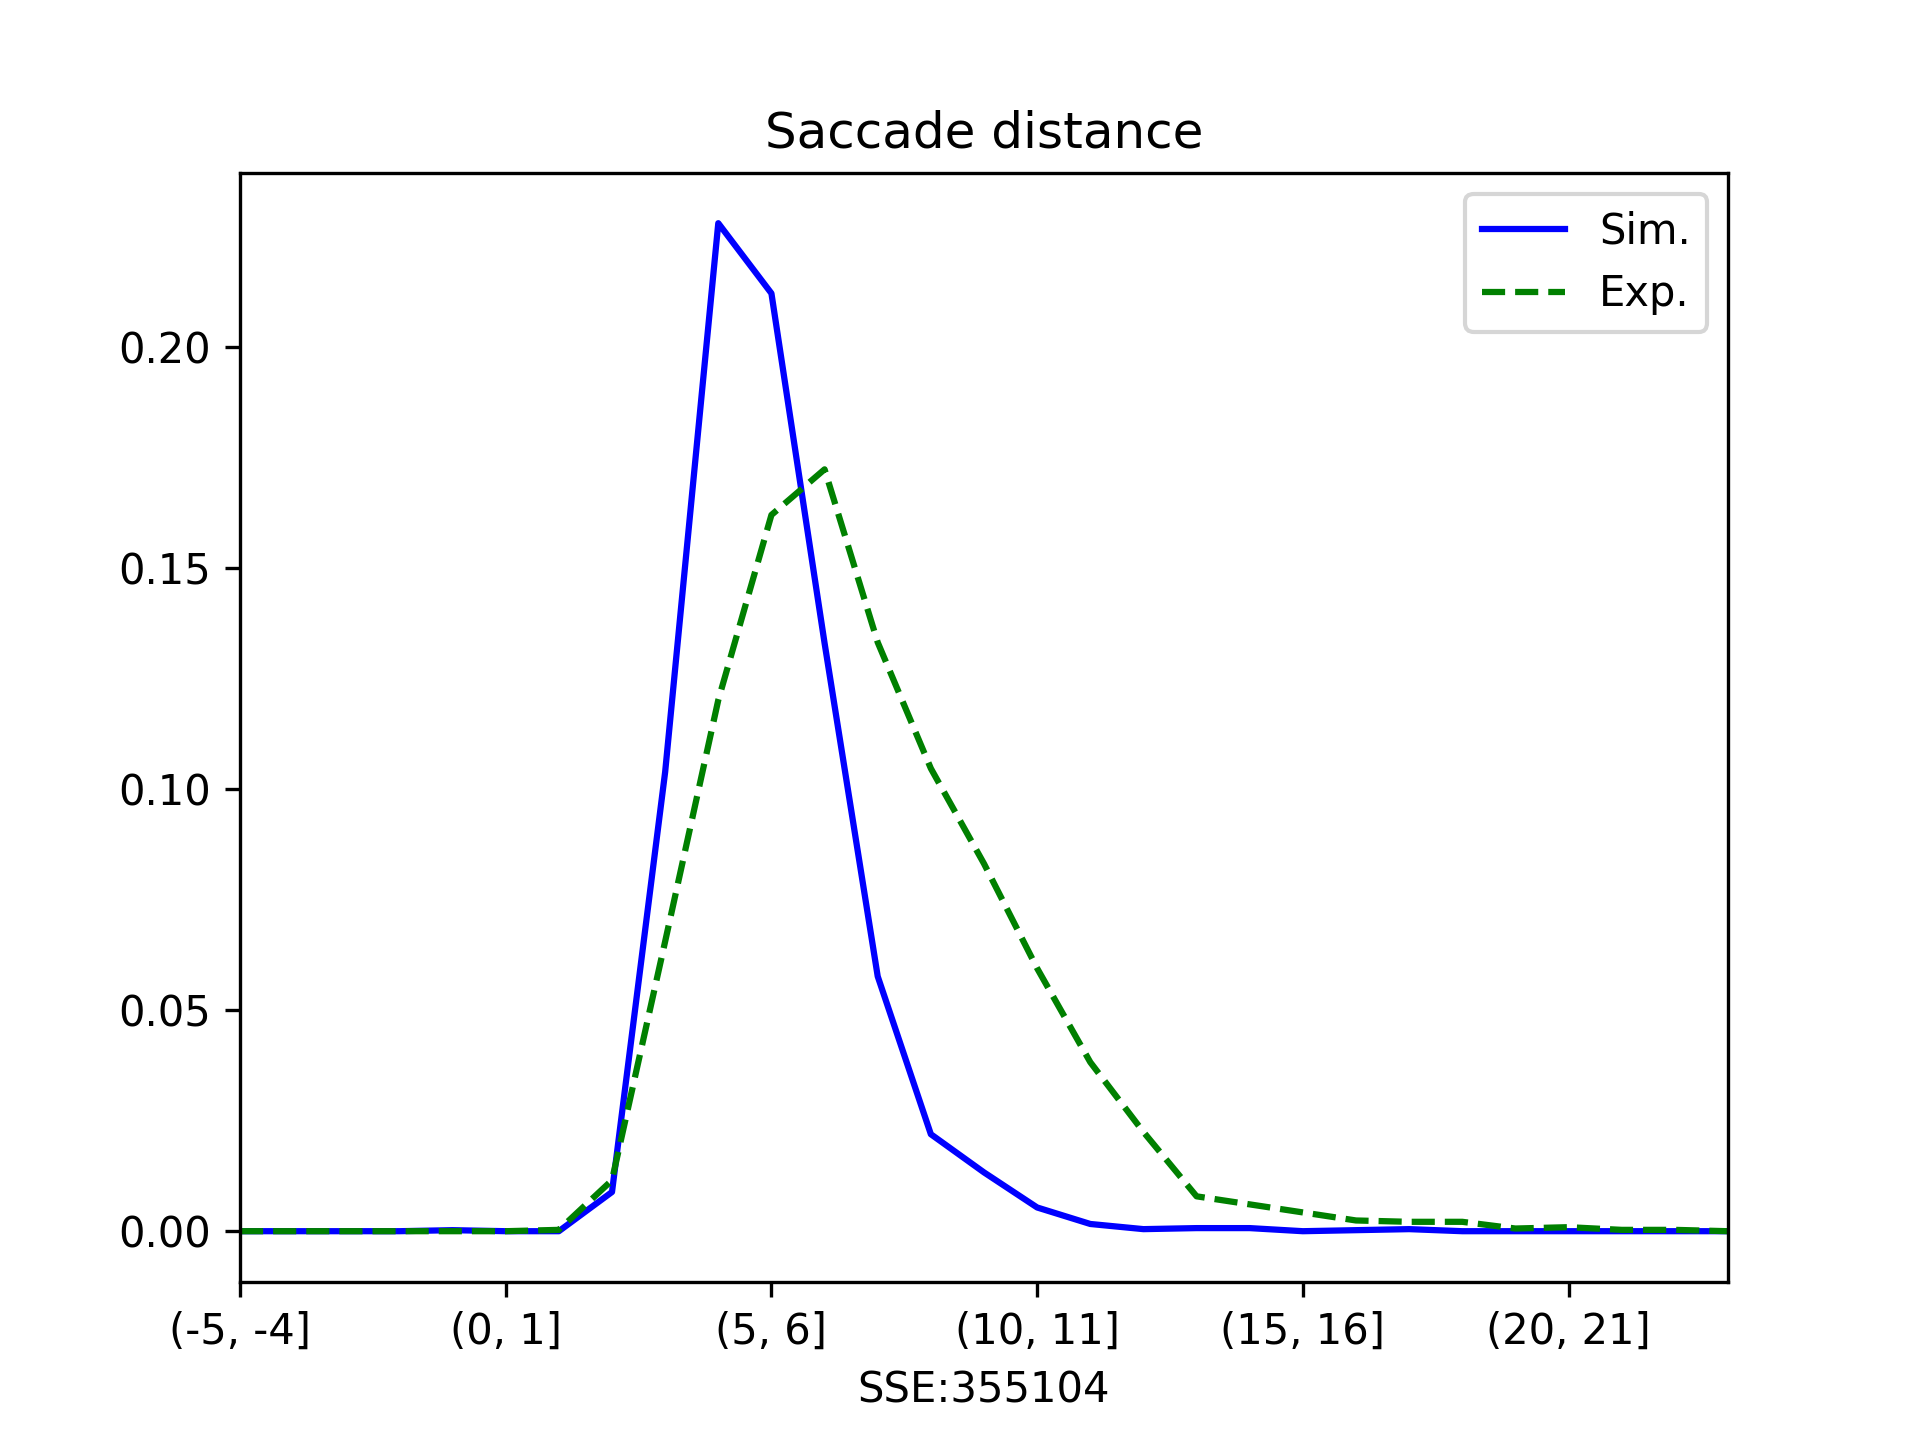 Saccade distance
Sim.
Exp.
0.20
0.15
0.10
0.05
0.00
(-5, -4] (0, 1] (5, 6] (10, 11] (15, 16] (20, 21]
SSE:355104